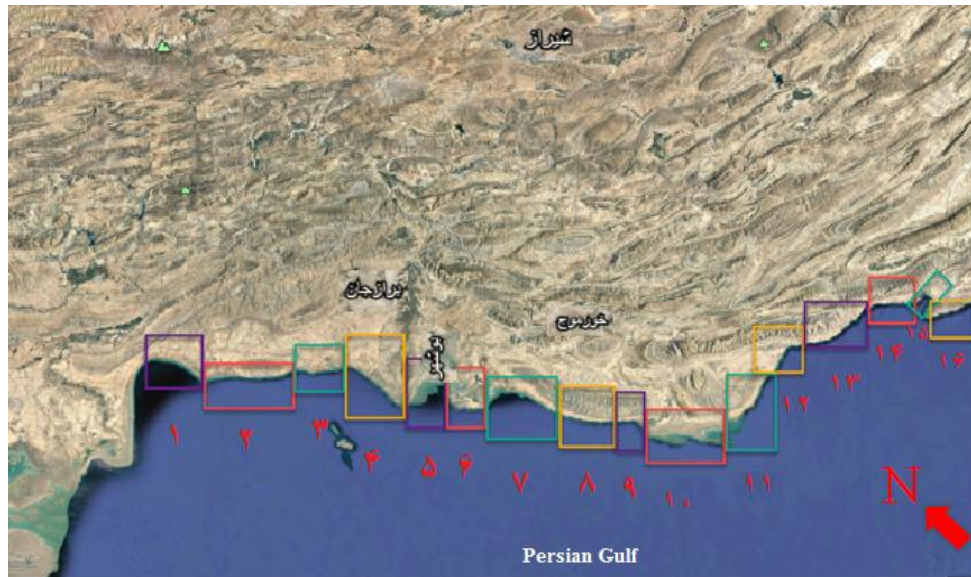 شیراز
برازجان
خورموج
بوشهر
۱
۲
۳
۴
۵
۶
۷
۸
۹
۱۰
۱۱
۱۲
۱۳
۱۴
۱۵
۱۶
N
Persian Gulf